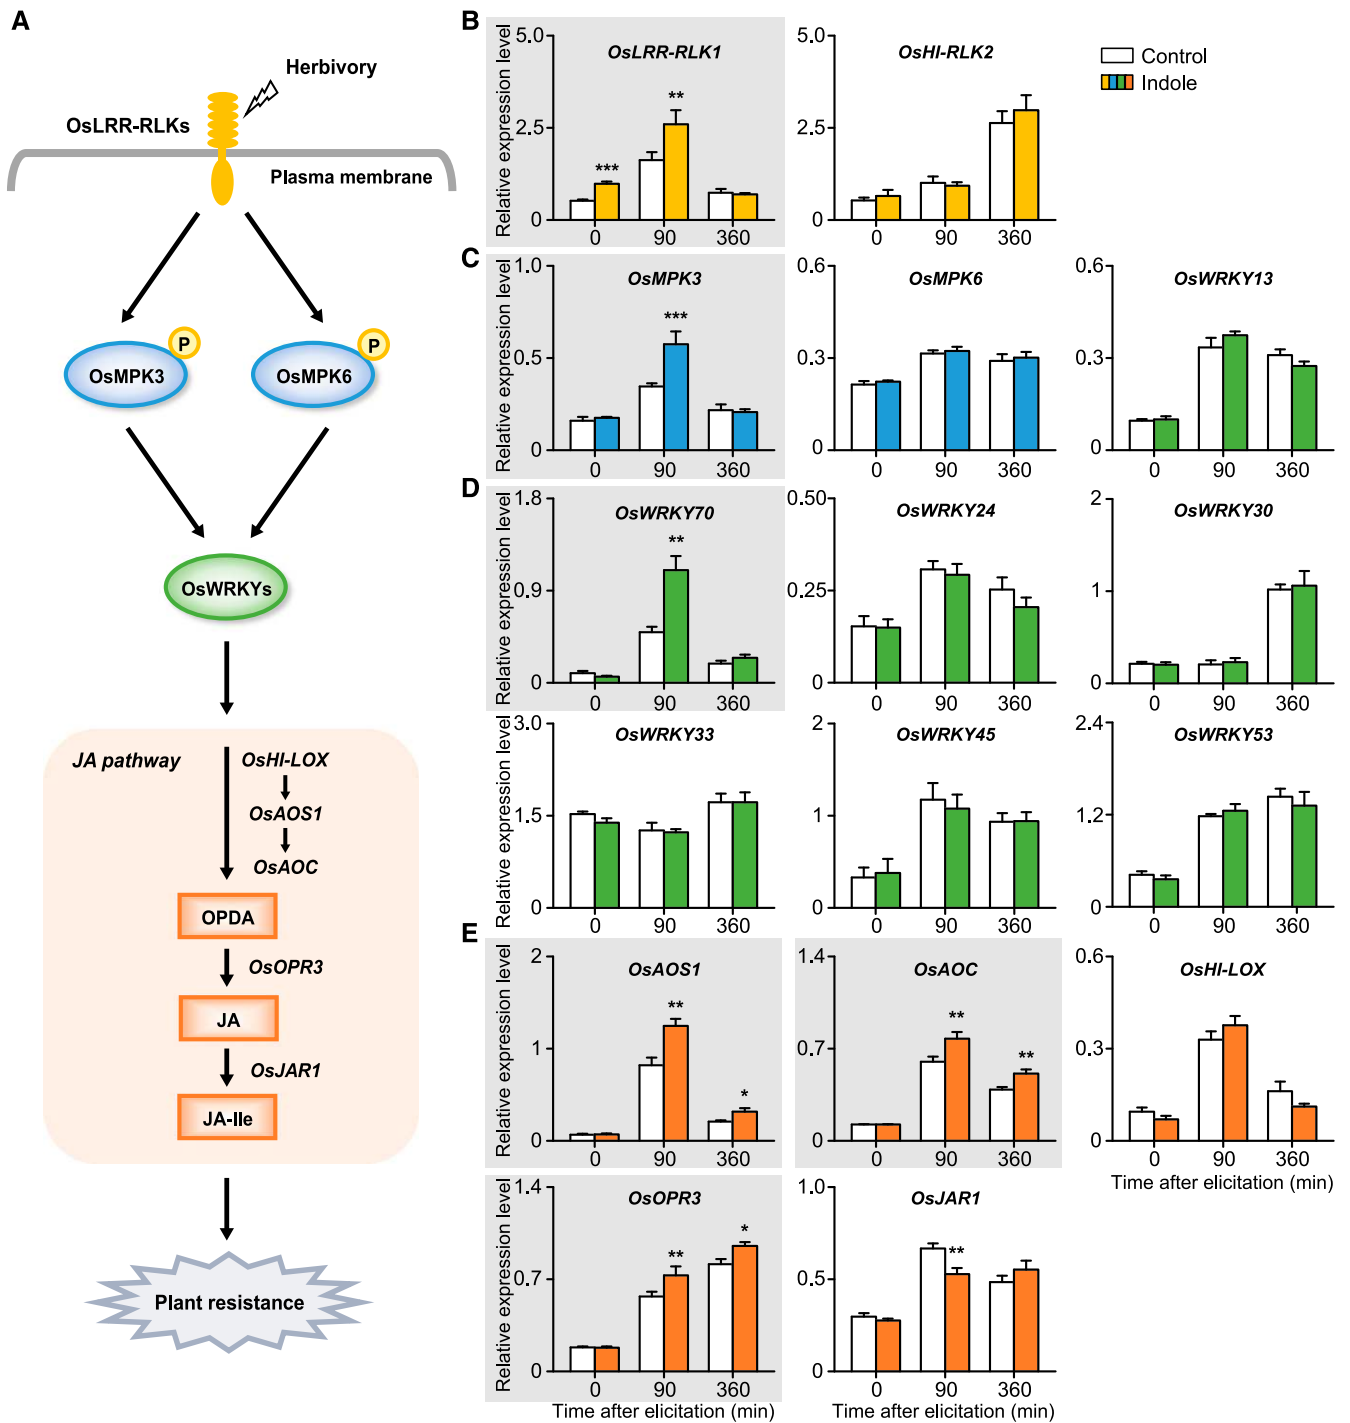 A
Herbivory
OsLRR-RLKs
Plasma membrane
P
P
OsMPK3
OsMPK6
OsWRKYs
JA pathway
OsHI-LOX
OsAOS1
OsAOC
OPDA
OsOPR3
JA
OsJAR1
JA-Ile
Plant resistance
B
Relative expression level
5.0
2.5
0
OsLRR-RLK1
***
**
0 90 360
5.0
2.5
0
OsHI-RLK2
0 90 360
Control
Indole
C
Relative expression level
1.0
0.5
0
OsMPK3
***
0 90 360
0.6
0.3
0
OsMPK6
0 90 360
0.6
0.3
0
OsWRKY13
0 90 360
D
Relative expression level
1.8
0.9
0
OsWRKY70
**
0 90 360
0.50
0.25
0
OsWRKY24
0 90 360
2
1
0
OsWRKY30
0 90 360
Relative expression level
3.0
1.5
0
OsWRKY33
0 90 360
2
1
0
OsWRKY45
0 90 360
2.4
1.2
0
OsWRKY53
0 90 360
E
Relative expression level
2
1
0
OsAOS1
**
*
0 90 360
1.4
0.7
0
OsAOC
**
**
0 90 360
0.6
0.3
0
OsHI-LOX
0 90 360
Time after elicitation (min)
Relative expression level
1.4
0.7
0
OsOPR3
**
*
0 90 360
Time after elicitation (min)
1.0
0.5
0
OsJAR1
**
0 90 360
Time after elicitation (min)